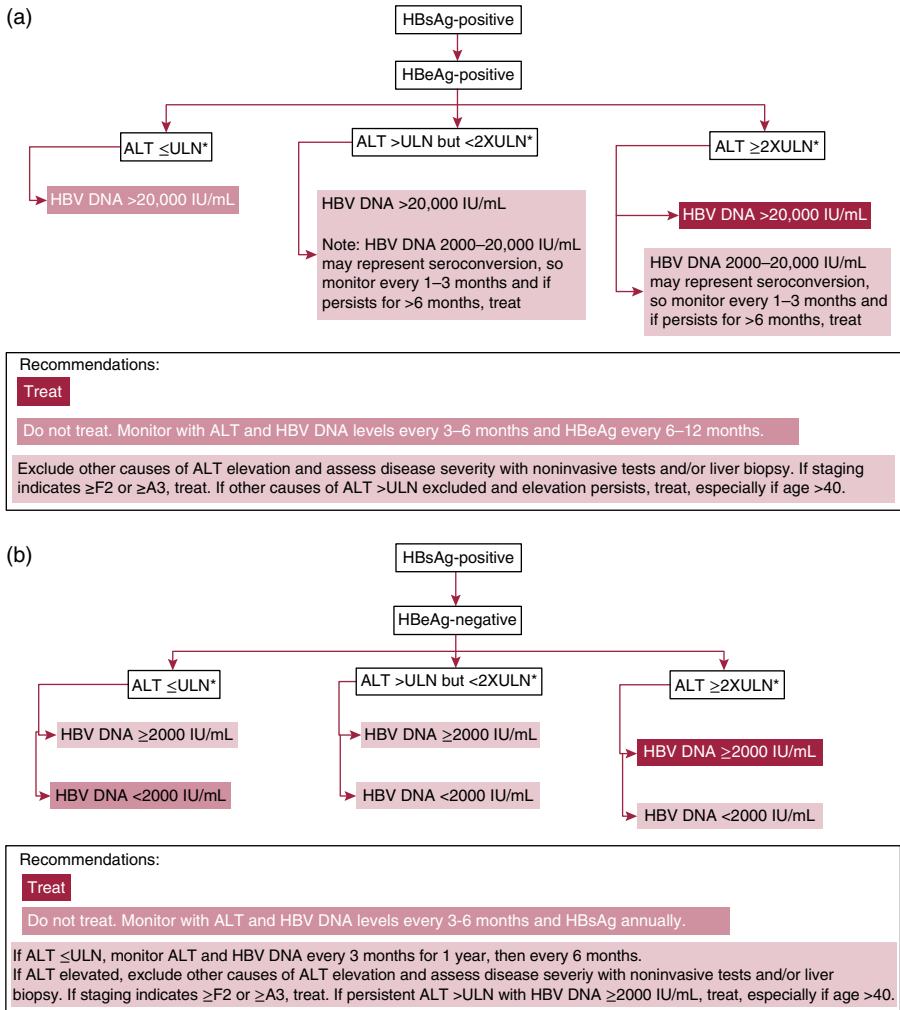 (a)
HBsAg-positive
HBeAg-positive
ALT ≤ULN*
ALT >ULN but <2XULN*
ALT ≥2XULN*
HBV DNA >20,000 IU/mL
HBV DNA >20,000 IU/mL
Note: HBV DNA 2000–20,000 IU/mL
may represent seroconversion, so
monitor every 1–3 months and if
persists for >6 months, treat
HBV DNA >20,000 IU/mL
HBV DNA 2000–20,000 IU/mL
may represent seroconversion,
so monitor every 1–3 months and
if persists for >6 months, treat
Recommendations:
Treat
Do not treat. Monitor with ALT and HBV DNA levels every 3–6 months and HBeAg every 6–12 months.
Exclude other causes of ALT elevation and assess disease severity with noninvasive tests and/or liver biopsy. If staging
indicates ≥F2 or ≥A3, treat. If other causes of ALT >ULN excluded and elevation persists, treat, especially if age >40.
(b)
HBsAg-positive
HBeAg-negative
ALT ≤ULN*
ALT >ULN but <2XULN*
ALT ≥2XULN*
HBV DNA ≥2000 IU/mL
HBV DNA <2000 IU/mL
HBV DNA ≥2000 IU/mL
HBV DNA <2000 IU/mL
HBV DNA ≥2000 IU/mL
HBV DNA <2000 IU/mL
Recommendations:
Treat
Do not treat. Monitor with ALT and HBV DNA levels every 3-6 months and HBsAg annually.
If ALT ≤ULN, monitor ALT and HBV DNA every 3 months for 1 year, then every 6 months.
If ALT elevated, exclude other causes of ALT elevation and assess disease severiy with noninvasive tests and/or liver
biopsy. If staging indicates ≥F2 or ≥A3, treat. If persistent ALT >ULN with HBV DNA ≥2000 IU/mL, treat, especially if age >40.